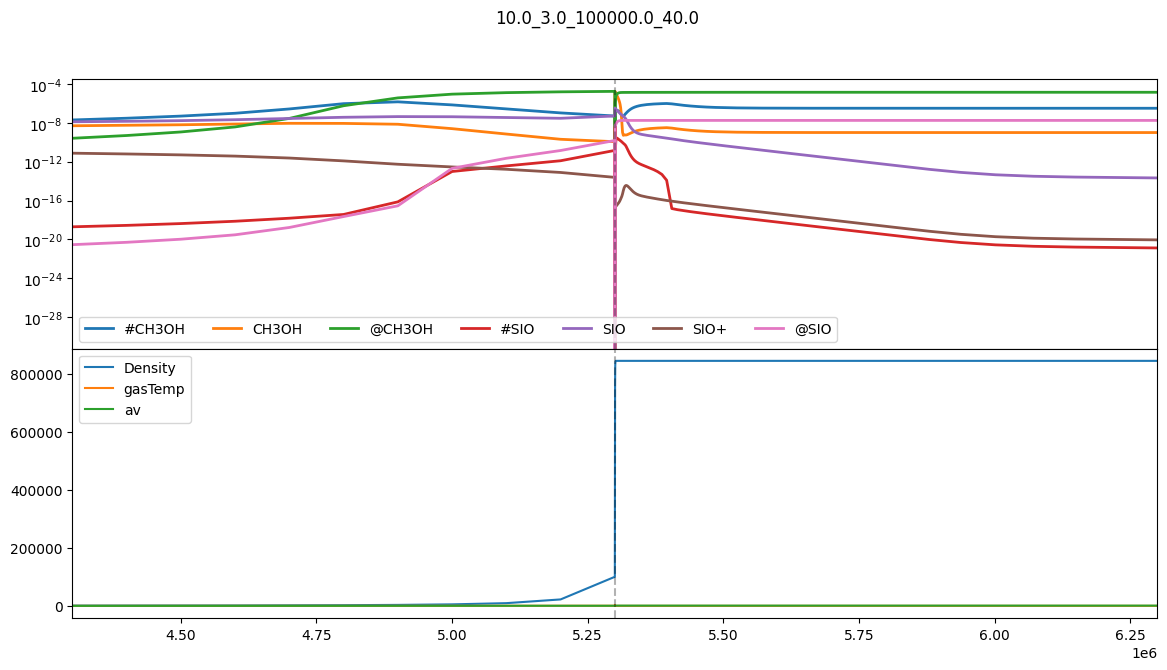 10.0_3.0_100000.0_40.0
10⁻⁴
10⁻⁸
10⁻¹²
10⁻¹⁶
10⁻²⁰
10⁻²⁴
10⁻²⁸
#CH3OH CH3OH @CH3OH #SIO SIO SIO+ @SIO
Density
gasTemp
av
800000
600000
400000
200000
0
4.50 4.75 5.00 5.25 5.50 5.75 6.00 6.25
1e6